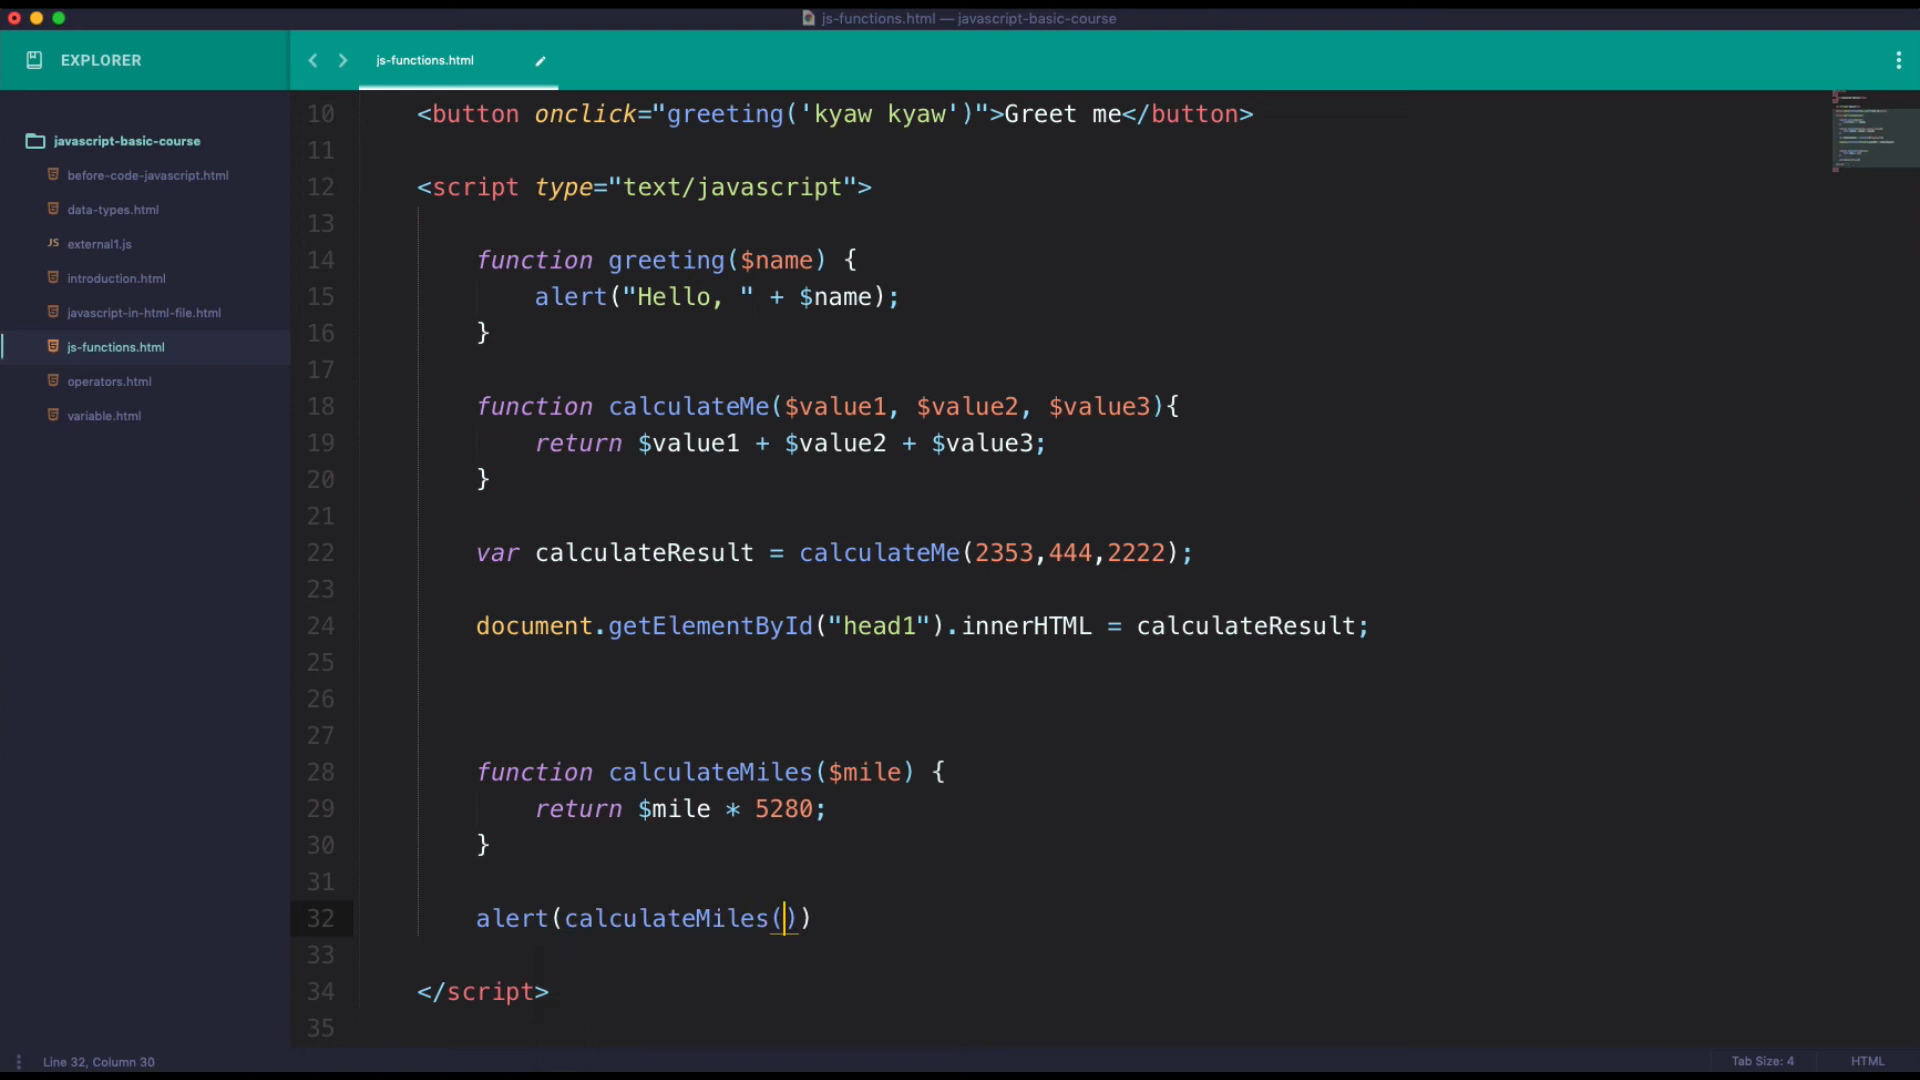 js-functions.html — javascript-basic-course
EXPLORER
js-functions.html
javascript-basic-course
before-code-javascript.html
data-types.html
JS external1.js
introduction.html
javascript-in-html-file.html
js-functions.html
operators.html
variable.html
10 <button onclick="greeting('kyaw kyaw')">Greet me</button>
11
12 <script type="text/javascript">
13
14 function greeting($name) {
15 alert("Hello, " + $name);
16 }
17
18 function calculateMe($value1, $value2, $value3){
19 return $value1 + $value2 + $value3;
20 }
21
22 var calculateResult = calculateMe(2353,444,2222);
23
24 document.getElementById("head1").innerHTML = calculateResult;
25
26
27
28 function calculateMiles($mile) {
29 return $mile * 5280;
30 }
31
32 alert(calculateMiles())
33
34 </script>
35
Line 32, Column 30
Tab Size: 4
HTML